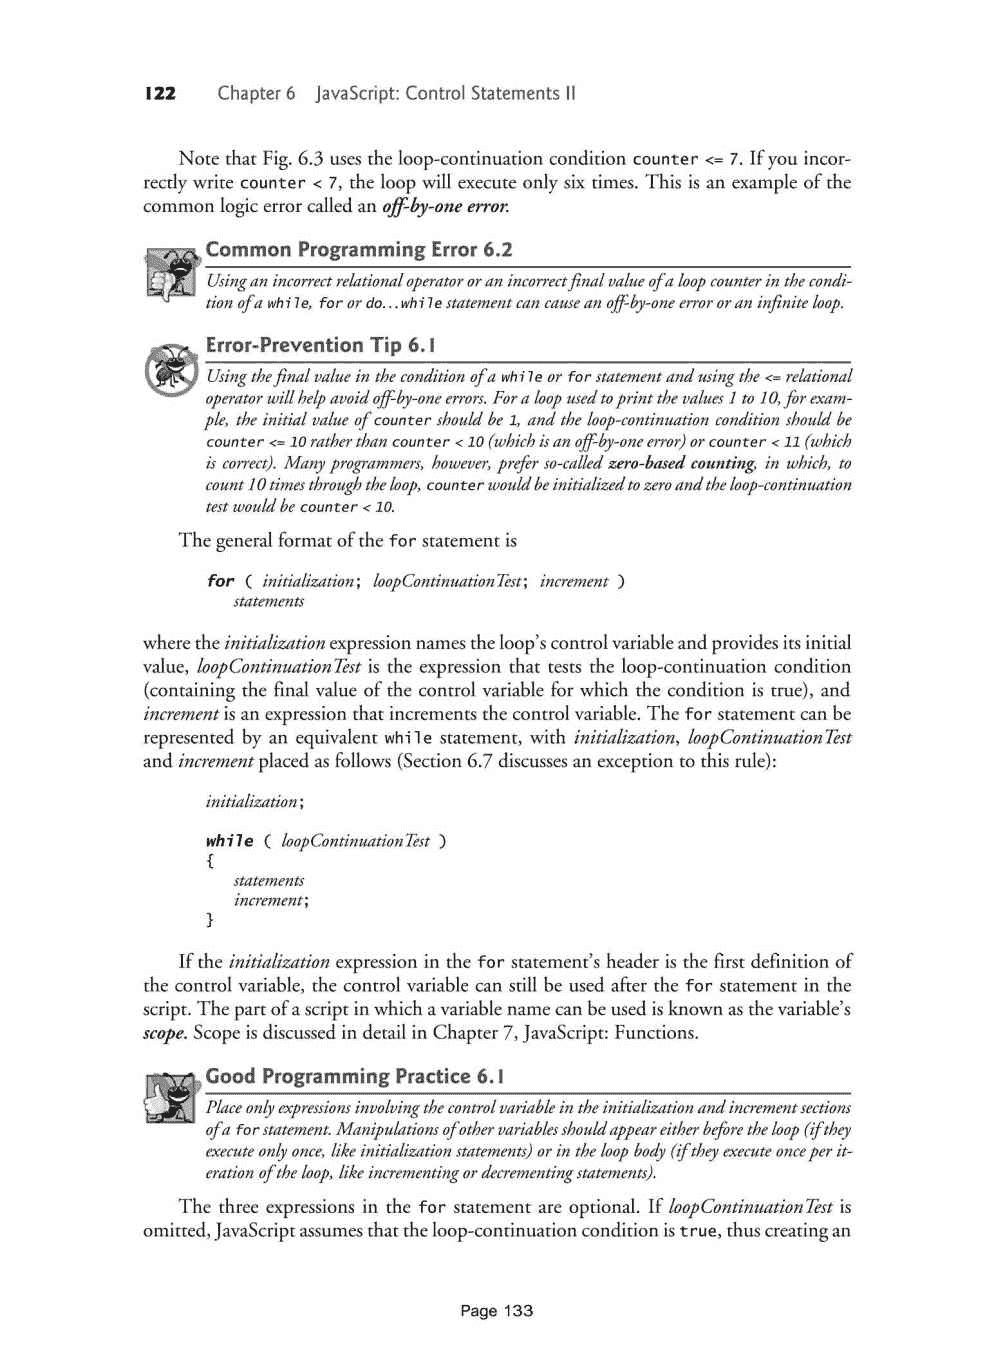 122 Chapter 6 JavaScript: Control Statements II
Note that Fig. 6.3 uses the loop-continuation condition counter <= 7. If you incor-
rectly write counter < 7, the loop will execute only six times. This is an example of the
common logic error called an off-by-one error.
Common Programming Error 6.2
Using an incorrect relational operator or an incorrect final value of a loop counter in the condi-
tion of a while, for or do...while statement can cause an off-by-one error or an infinite loop.
Error-Prevention Tip 6.1
Using the final value in the condition of a while or for statement and using the <= relational
operator will help avoid off-by-one errors. For a loop used to print the values 1 to 10, for exam-
ple, the initial value of counter should be 1, and the loop-continuation condition should be
counter <= 10 rather than counter < 10 (which is an off-by-one error) or counter < 11 (which
is correct). Many programmers, however, prefer so-called zero-based counting, in which, to
count 10 times through the loop, counter would be initialized to zero and the loop-continuation
test would be counter < 10.
The general format of the for statement is
for ( initialization; loopContinuationTest; increment )
statements
where the initialization expression names the loop's control variable and provides its initial
value, loopContinuationTest is the expression that tests the loop-continuation condition
(containing the final value of the control variable for which the condition is true), and
increment is an expression that increments the control variable. The for statement can be
represented by an equivalent while statement, with initialization, loopContinuationTest
and increment placed as follows (Section 6.7 discusses an exception to this rule):
initialization;
while ( loopContinuationTest )
{
statements
increment;
}
If the initialization expression in the for statement's header is the first definition of
the control variable, the control variable can still be used after the for statement in the
script. The part of a script in which a variable name can be used is known as the variable's
scope. Scope is discussed in detail in Chapter 7, JavaScript: Functions.
Good Programming Practice 6.1
Place only expressions involving the control variable in the initialization and increment sections
of a for statement. Manipulations of other variables should appear either before the loop (if they
execute only once, like initialization statements) or in the loop body (if they execute once per it-
eration of the loop, like incrementing or decrementing statements).
The three expressions in the for statement are optional. If loopContinuationTest is
omitted, JavaScript assumes that the loop-continuation condition is true, thus creating an
Page 133